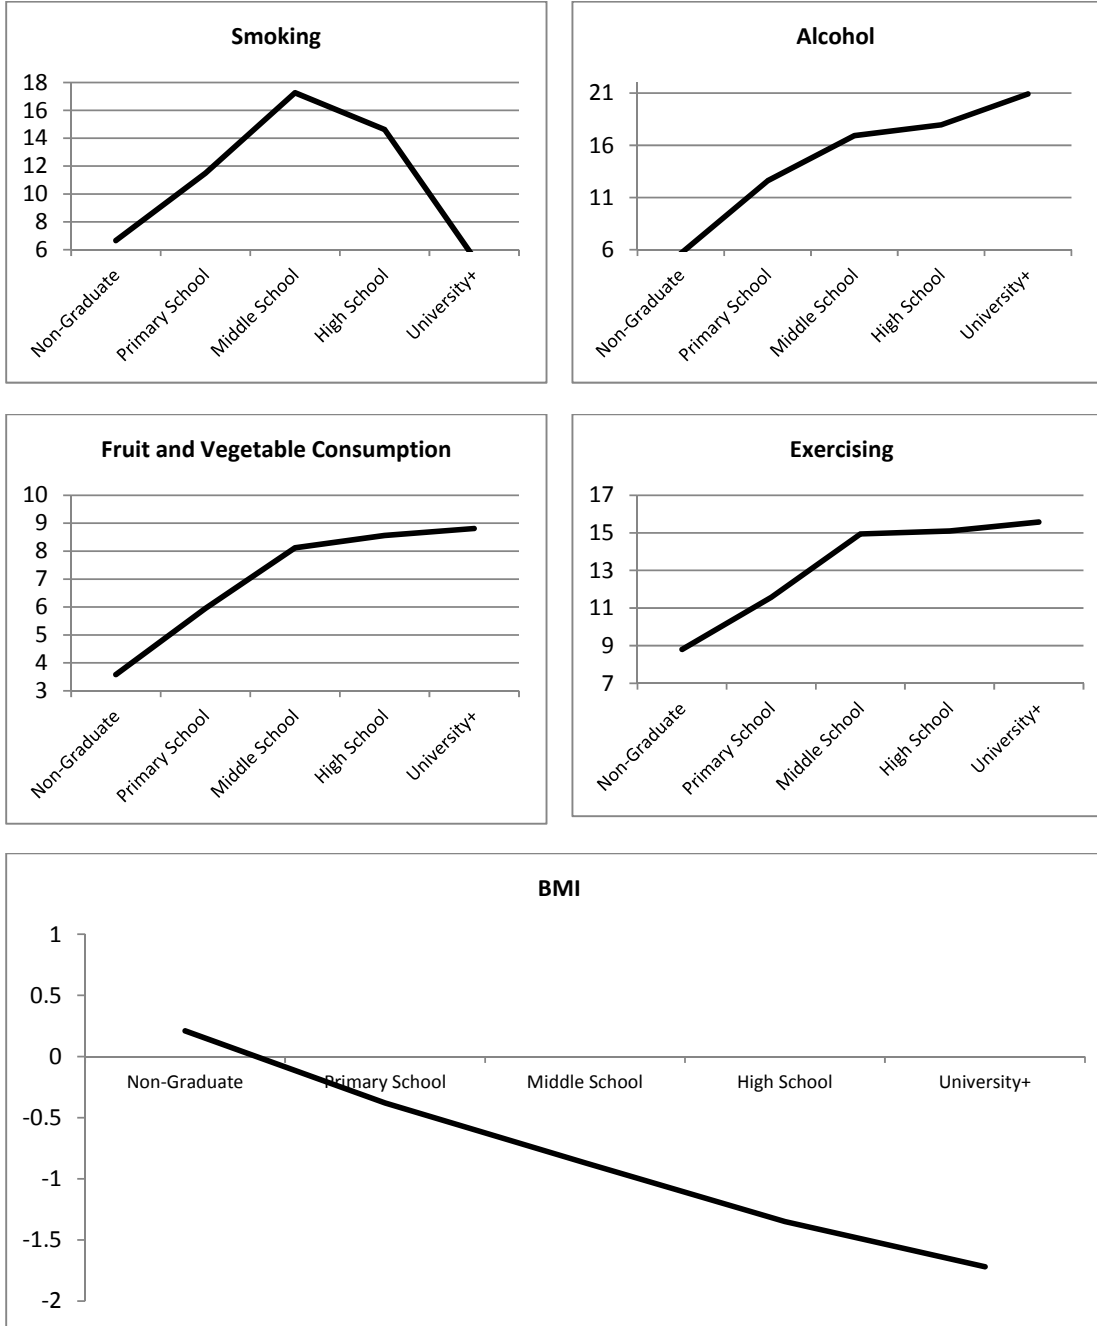 Smoking
18
16
14
12
10
8
6
Non-Graduate
Primary School
Middle School
High School
University+
Alcohol
21
16
11
6
Non-Graduate
Primary School
Middle School
High School
University+
Fruit and Vegetable Consumption
10
9
8
7
6
5
4
3
Non-Graduate
Primary School
Middle School
High School
University+
Exercising
17
15
13
11
9
7
Non-Graduate
Primary School
Middle School
High School
University+
BMI
1
0.5
0
Non-Graduate Primary School Middle School High School University+
-0.5
-1
-1.5
-2